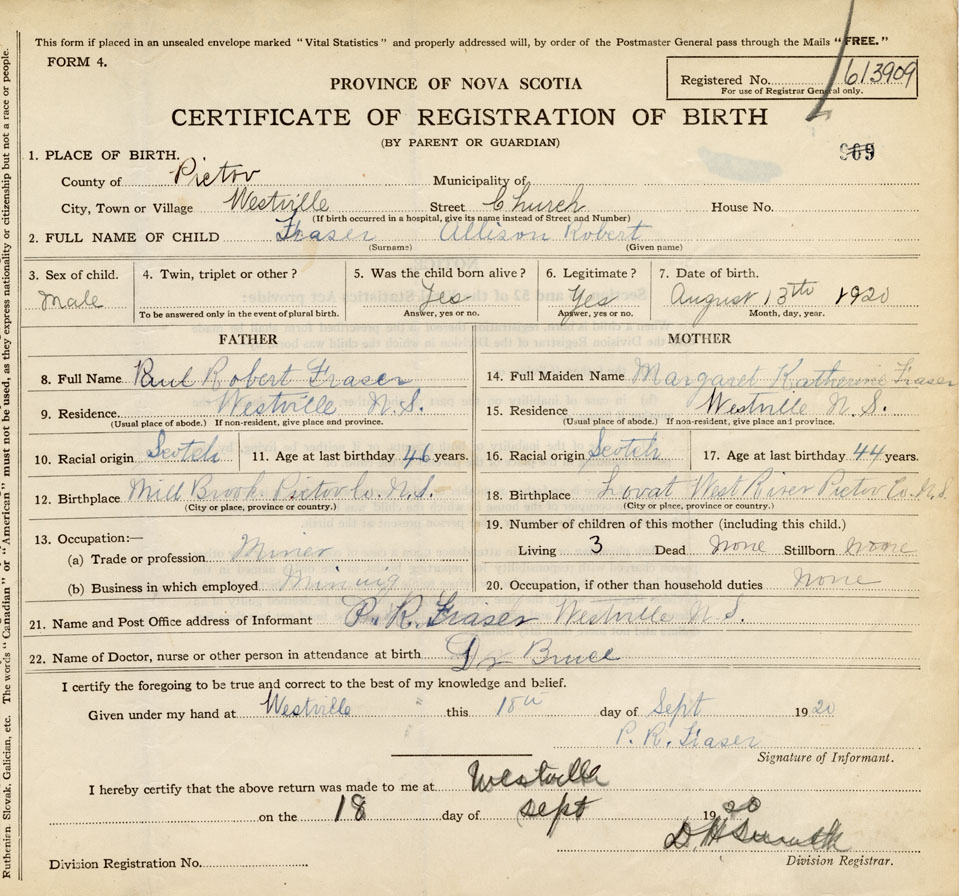 This form if placed in an unsealed envelope marked "Vital Statistics" and properly addressed will, by order of the Postmaster General pass through the Mails "FREE."
FORM 4.
Registered No. 613909
For use of Registrar General only.
PROVINCE OF NOVA SCOTIA
CERTIFICATE OF REGISTRATION OF BIRTH
(BY PARENT OR GUARDIAN)
909
1. PLACE OF BIRTH.
County of Pictou Municipality of
City, Town or Village Westville Street Church House No.
(If birth occurred in a hospital, give its name instead of Street and Number)
2. FULL NAME OF CHILD Fraser Allison Robert
(Surname) (Given name)
3. Sex of child. 4. Twin, triplet or other? 5. Was the child born alive? 6. Legitimate? 7. Date of birth.
Male Yes Yes August 13th 1920
To be answered only in the event of plural birth. Answer, yes or no. Answer, yes or no. Month, day, year.
FATHER MOTHER
8. Full Name Paul Robert Fraser 14. Full Maiden Name Margaret Katherine Fraser
9. Residence Westville N.S. 15. Residence Westville N.S.
(Usual place of abode.) If non-resident, give place and province. (Usual place of abode.) If non-resident, give place and province.
10. Racial origin Scotch 11. Age at last birthday 46 years. 16. Racial origin Scotch 17. Age at last birthday 44 years.
12. Birthplace Mill Brook Pictou Co. N.S. 18. Birthplace Lovat West River Pictou Co. N.S.
(City or place, province or country.) (City or place, province or country.)
13. Occupation:— 19. Number of children of this mother (including this child.)
(a) Trade or profession Miner Living 3 Dead None Stillborn None
(b) Business in which employed Mining 20. Occupation, if other than household duties None
21. Name and Post Office address of Informant P. R. Fraser Westville N.S.
22. Name of Doctor, nurse or other person in attendance at birth Dr Bruce
I certify the foregoing to be true and correct to the best of my knowledge and belief.
Given under my hand at Westville this day of Sept 1920
P. R. Fraser
Signature of Informant.
I hereby certify that the above return was made to me at Westville
on the 18 day of Sept 1920
D H
Division Registration No. Division Registrar.
Ruthenian Slovak, Galician, etc. The words "Canadian" or "American" must not be used, as they express nationality or citizenship but not a race or people.